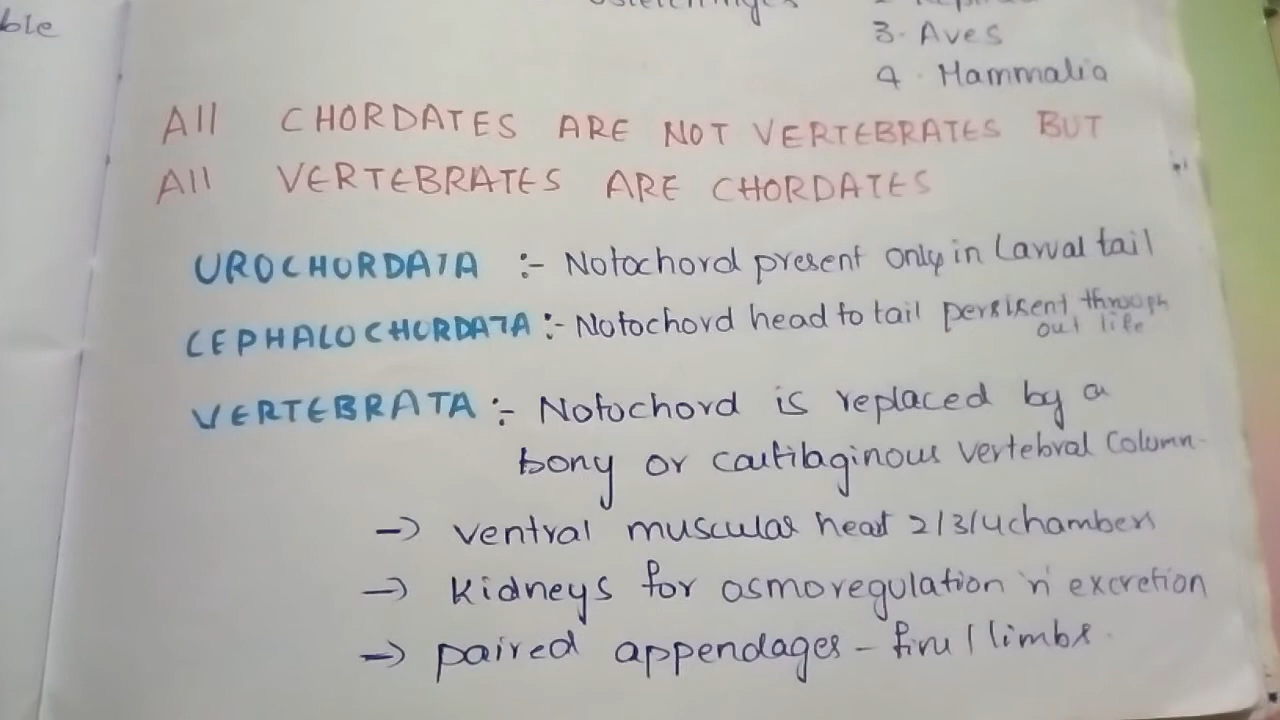 ble
3. Aves
4. Mammalia
All CHORDATES ARE NOT VERTEBRATES BUT
All VERTEBRATES ARE CHORDATES
UROCHORDATA :- Notochord present only in Larval tail
CEPHALOCHORDATA :- Notochord head to tail persisent through
out life
VERTEBRATA :- Notochord is replaced by a
bony or cartilaginous vertebral column
→ ventral muscular heart 2/3/4 chambers
→ kidneys for osmoregulation 'n' excretion
→ paired appendages - fins / limbs.